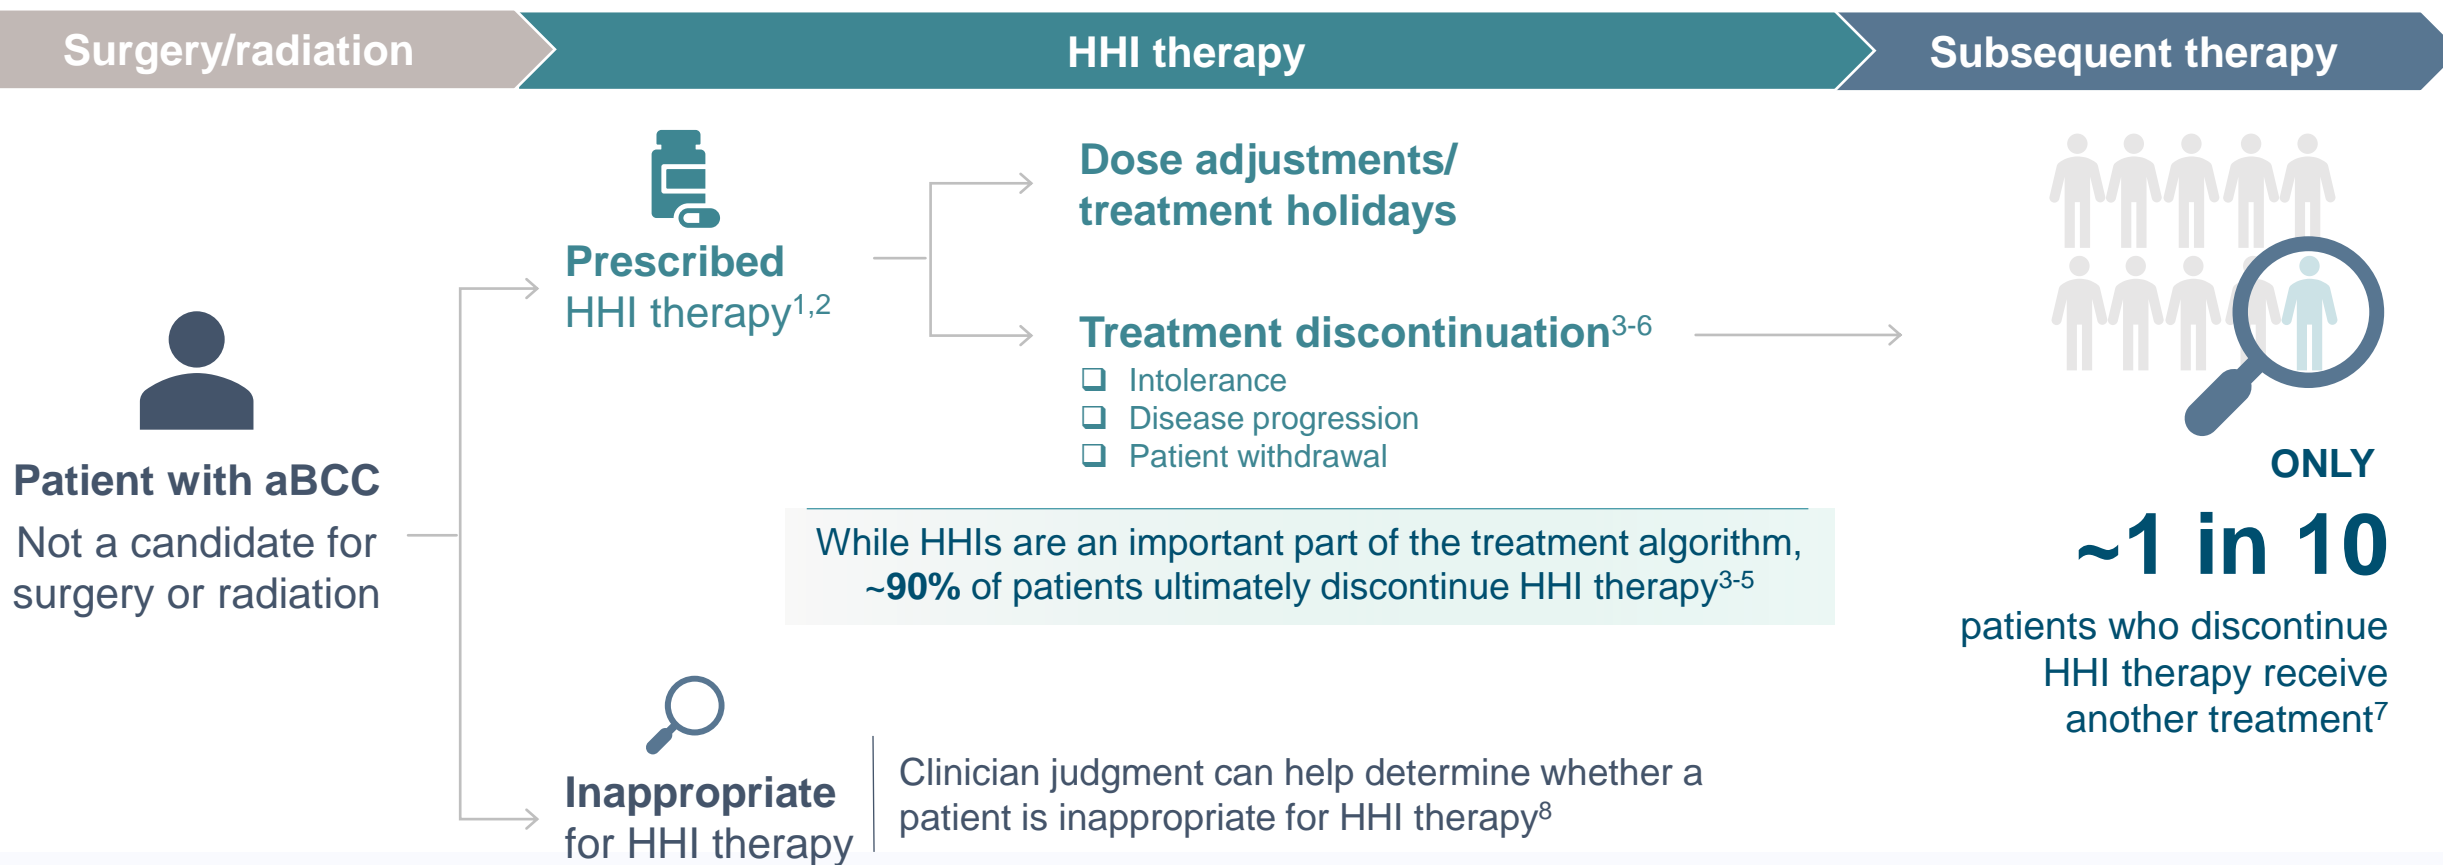 Surgery/radiation
HHI therapy
Subsequent therapy
Patient with aBCC
Not a candidate for
surgery or radiation
Prescribed
HHI therapy1,2
Dose adjustments/
treatment holidays
Treatment discontinuation3-6
❑ Intolerance
❑ Disease progression
❑ Patient withdrawal
While HHIs are an important part of the treatment algorithm,
~90% of patients ultimately discontinue HHI therapy3-5
Inappropriate
for HHI therapy
Clinician judgment can help determine whether a
patient is inappropriate for HHI therapy8
ONLY
~1 in 10
patients who discontinue
HHI therapy receive
another treatment7